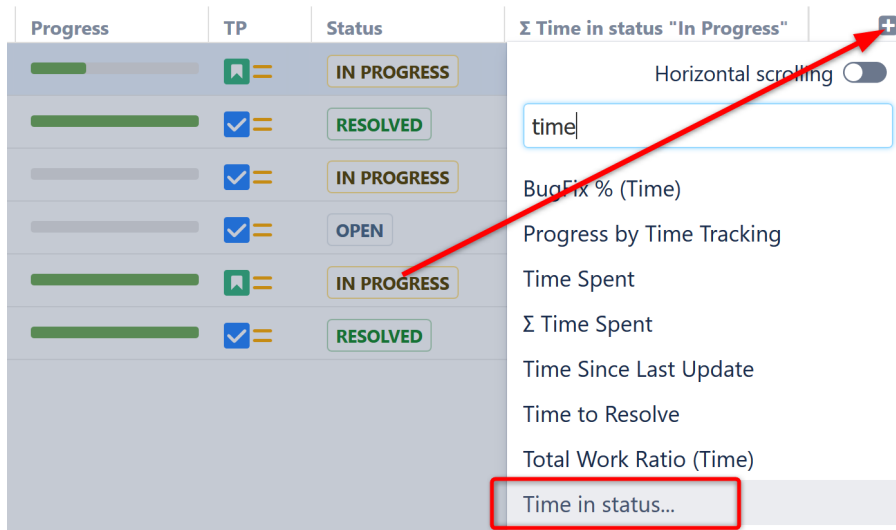 Progress TP Status Σ Time in status "In Progress"
IN PROGRESS
Horizontal scrolling
RESOLVED
time
IN PROGRESS
BugFix % (Time)
OPEN
Progress by Time Tracking
IN PROGRESS
Time Spent
Σ Time Spent
RESOLVED
Time Since Last Update
Time to Resolve
Total Work Ratio (Time)
Time in status...